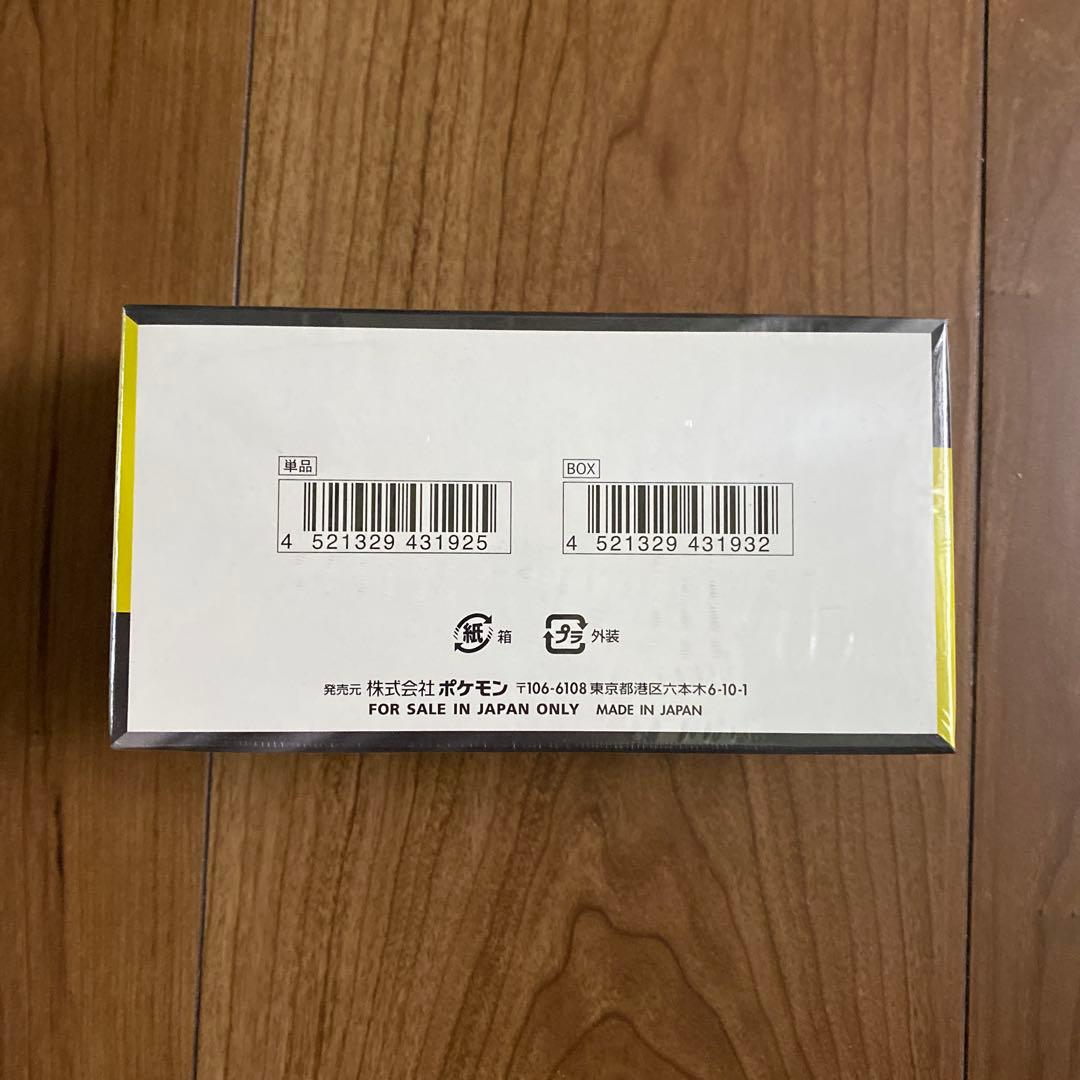 単品
BOX
4 521329 431925
4 521329 431932
紙 箱
プラ 外装
発売元 株式会社 ポケモン 〒106-6108 東京都港区六本木6-10-1
FOR SALE IN JAPAN ONLY MADE IN JAPAN